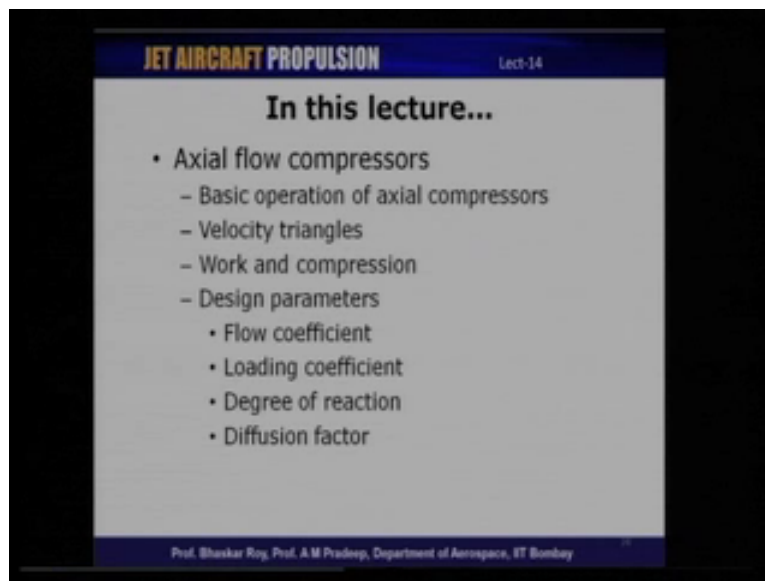 JET AIRCRAFT PROPULSION
Lect-14
In this lecture...
• Axial flow compressors
– Basic operation of axial compressors
– Velocity triangles
– Work and compression
– Design parameters
• Flow coefficient
• Loading coefficient
• Degree of reaction
• Diffusion factor
Prof. Bhaskar Roy, Prof. A M Pradeep, Department of Aerospace, IIT Bombay